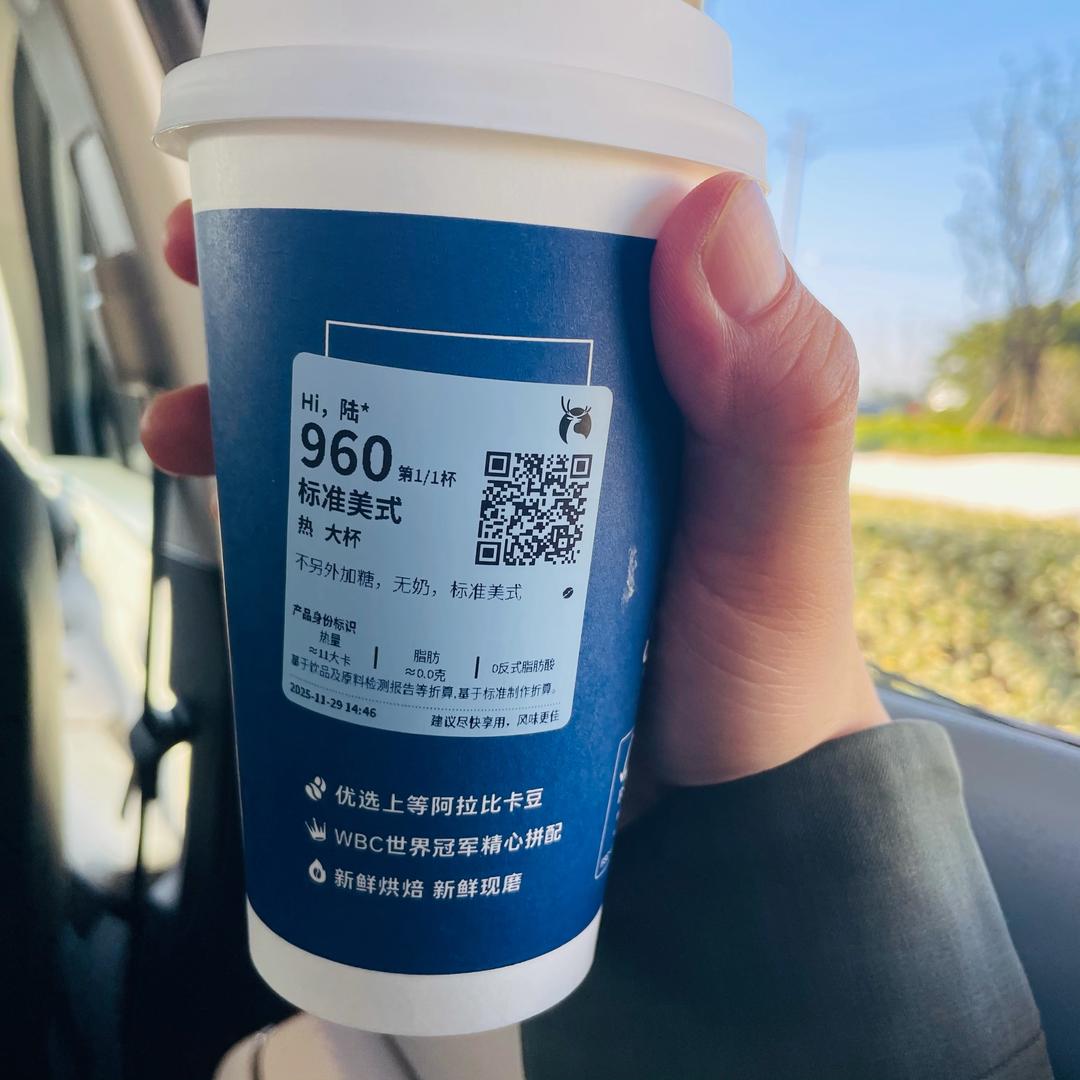 Hi，陆*
960 第1/1杯
标准美式
热 大杯
不另外加糖，无奶，标准美式
产品身份标识
热量
≈11大卡
脂肪
≈0.0克
0反式脂肪酸
基于饮品及原料检测报告等折算,基于标准制作折算。
2025-11-29 14:46 建议尽快享用，风味更佳
优选上等阿拉比卡豆
WBC世界冠军精心拼配
新鲜烘焙 新鲜现磨